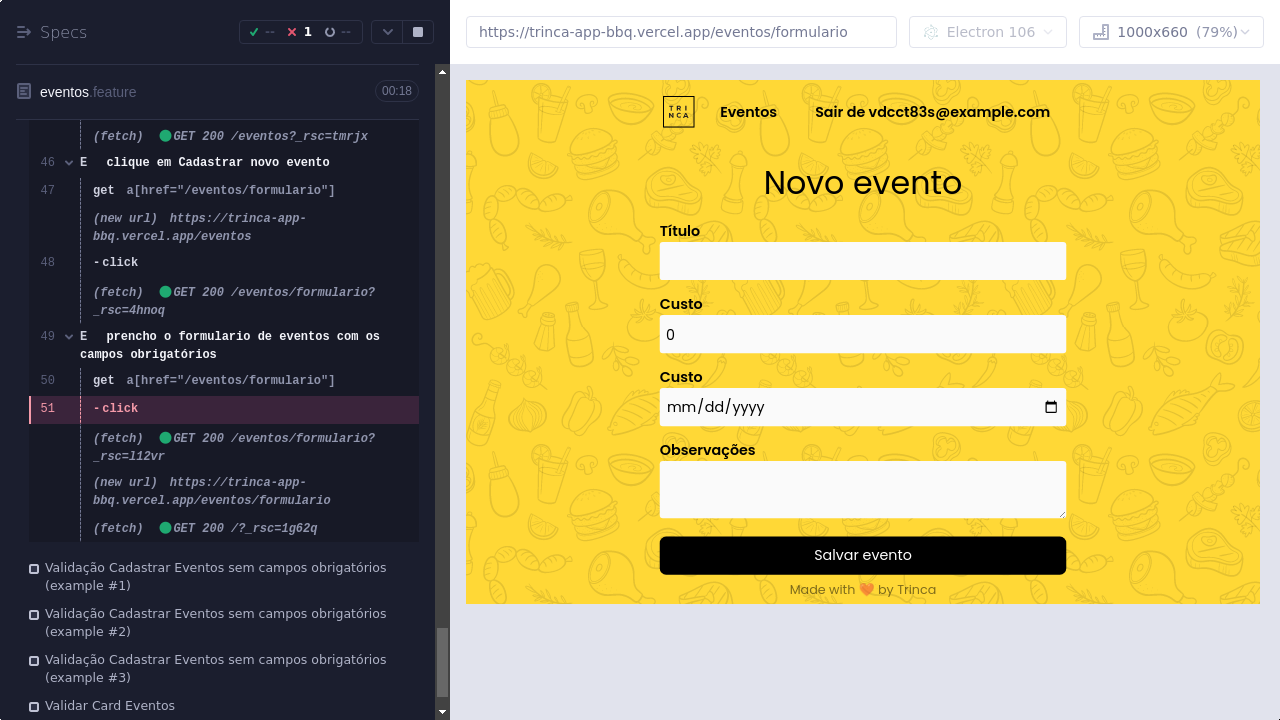 Specs
-- 1 --
eventos.feature 00:18
(fetch) GET 200 /eventos?_rsc=tmrjx
46 E clique em Cadastrar novo evento
47 get a[href="/eventos/formulario"]
(new url) https://trinca-app-
bbq.vercel.app/eventos
48 -click
(fetch) GET 200 /eventos/formulario?
_rsc=4hnoq
49 E prencho o formulario de eventos com os
campos obrigatórios
50 get a[href="/eventos/formulario"]
51 -click
(fetch) GET 200 /eventos/formulario?
_rsc=l12vr
(new url) https://trinca-app-
bbq.vercel.app/eventos/formulario
(fetch) GET 200 /?_rsc=1g62q
Validação Cadastrar Eventos sem campos obrigatórios
(example #1)
Validação Cadastrar Eventos sem campos obrigatórios
(example #2)
Validação Cadastrar Eventos sem campos obrigatórios
(example #3)
Validar Card Eventos
https://trinca-app-bbq.vercel.app/eventos/formulario
Electron 106
1000x660 (79%)
TRI
NCA
Eventos
Sair de vdcct83s@example.com
Novo evento
Título
Custo
0
Custo
mm/dd/yyyy
Observações
Salvar evento
Made with 🧡 by Trinca